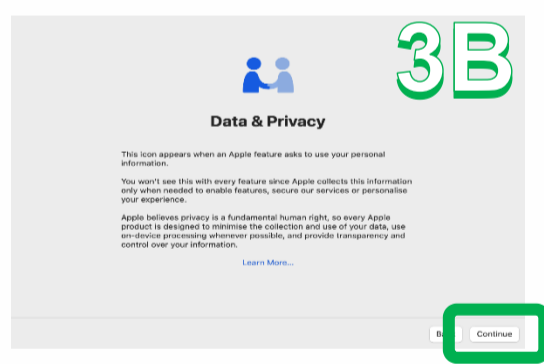 3B
Data & Privacy
This icon appears when an Apple feature asks to use your personal
information.
You won't see this with every feature since Apple collects this information
only when needed to enable features, secure our services or personalise
your experience.
Apple believes privacy is a fundamental human right, so every Apple
product is designed to minimise the collection and use of your data, use
on-device processing whenever possible, and provide transparency and
control over your information.
Learn More...
Continue